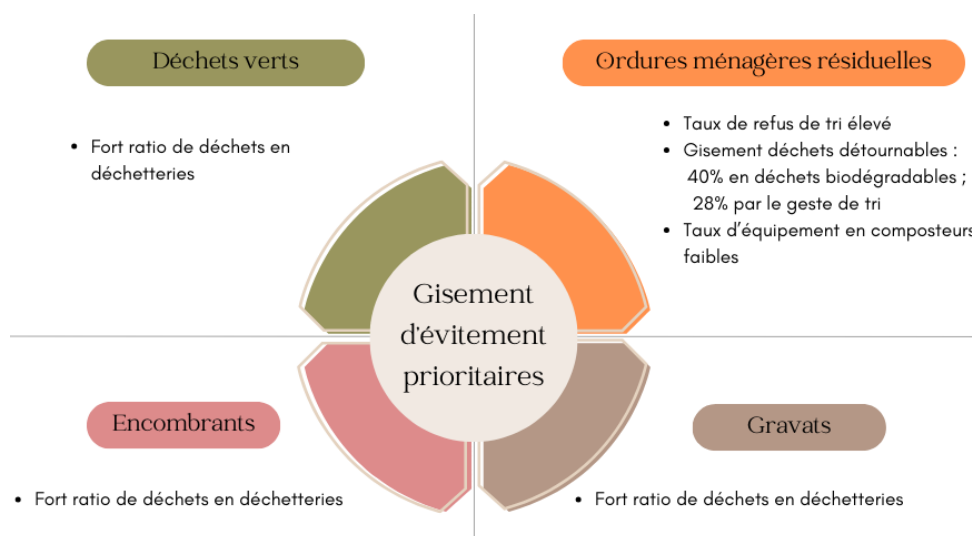 Déchets verts
Fort ratio de déchets en
déchetteries
Ordures ménagères résiduelles
Taux de refus de tri élevé
Gisement déchets détournables :
40% en déchets biodégradables ;
28% par le geste de tri
Taux d'équipement en composteurs
faibles
Gisement
d'évitement
prioritaires
Encombrants
Fort ratio de déchets en déchetteries
Gravats
Fort ratio de déchets en déchetteries